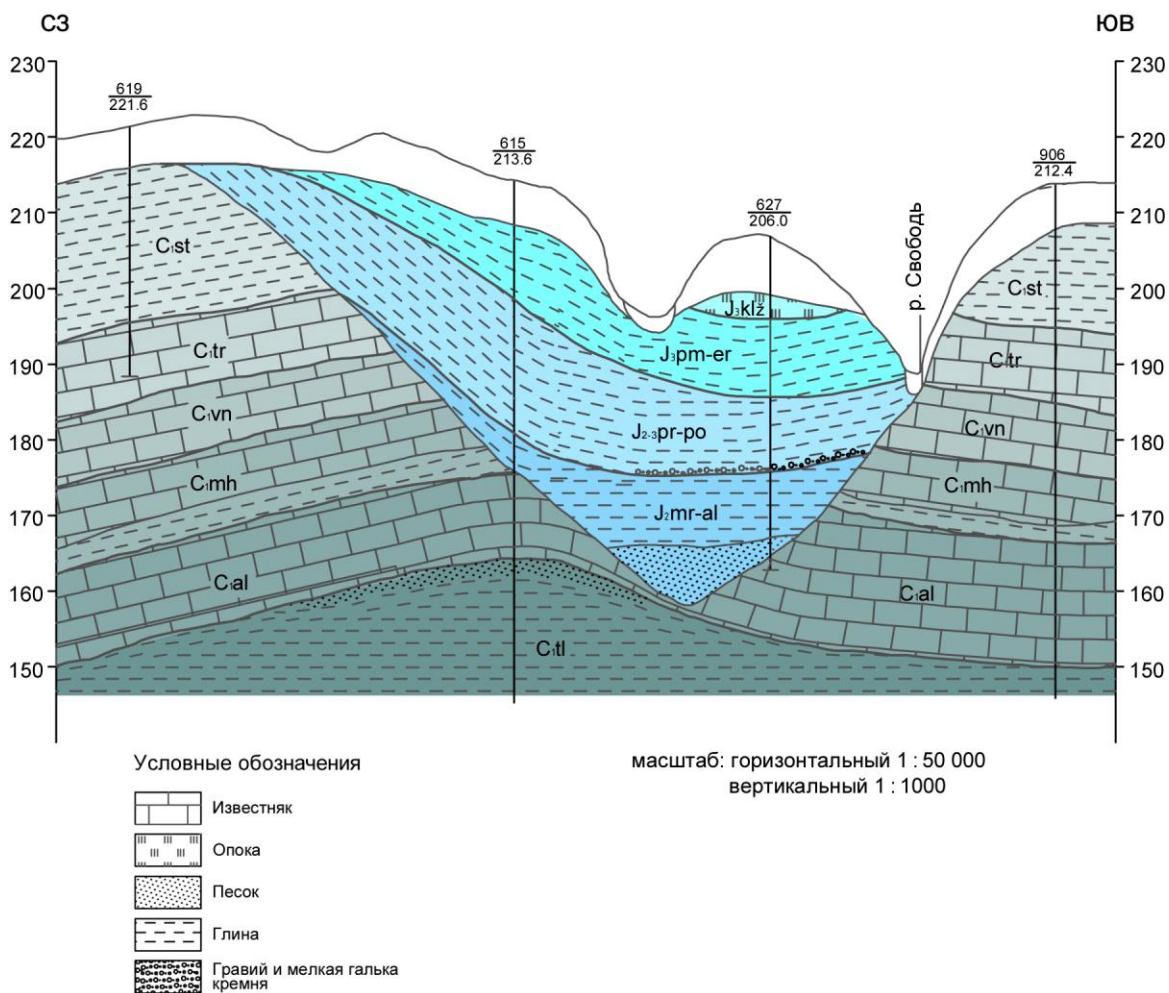 СЗ
ЮВ
230
230
619
221.6
615
213.6
627
206.0
906
212.4
220
220
210
210
200
200
190
190
180
180
170
170
160
160
150
150
р. Свободь
C₁st
C₁st
J₃klž
C₁tr
J₃pm-er
C₁tr
C₁vn
J₂₋₃pr-po
C₁vn
C₁mh
C₁mh
J₂mr-al
C₁al
C₁al
C₁tl
Условные обозначения
масштаб: горизонтальный 1 : 50 000
вертикальный 1 : 1000
Известняк
Опока
Песок
Глина
Гравий и мелкая галька
кремня